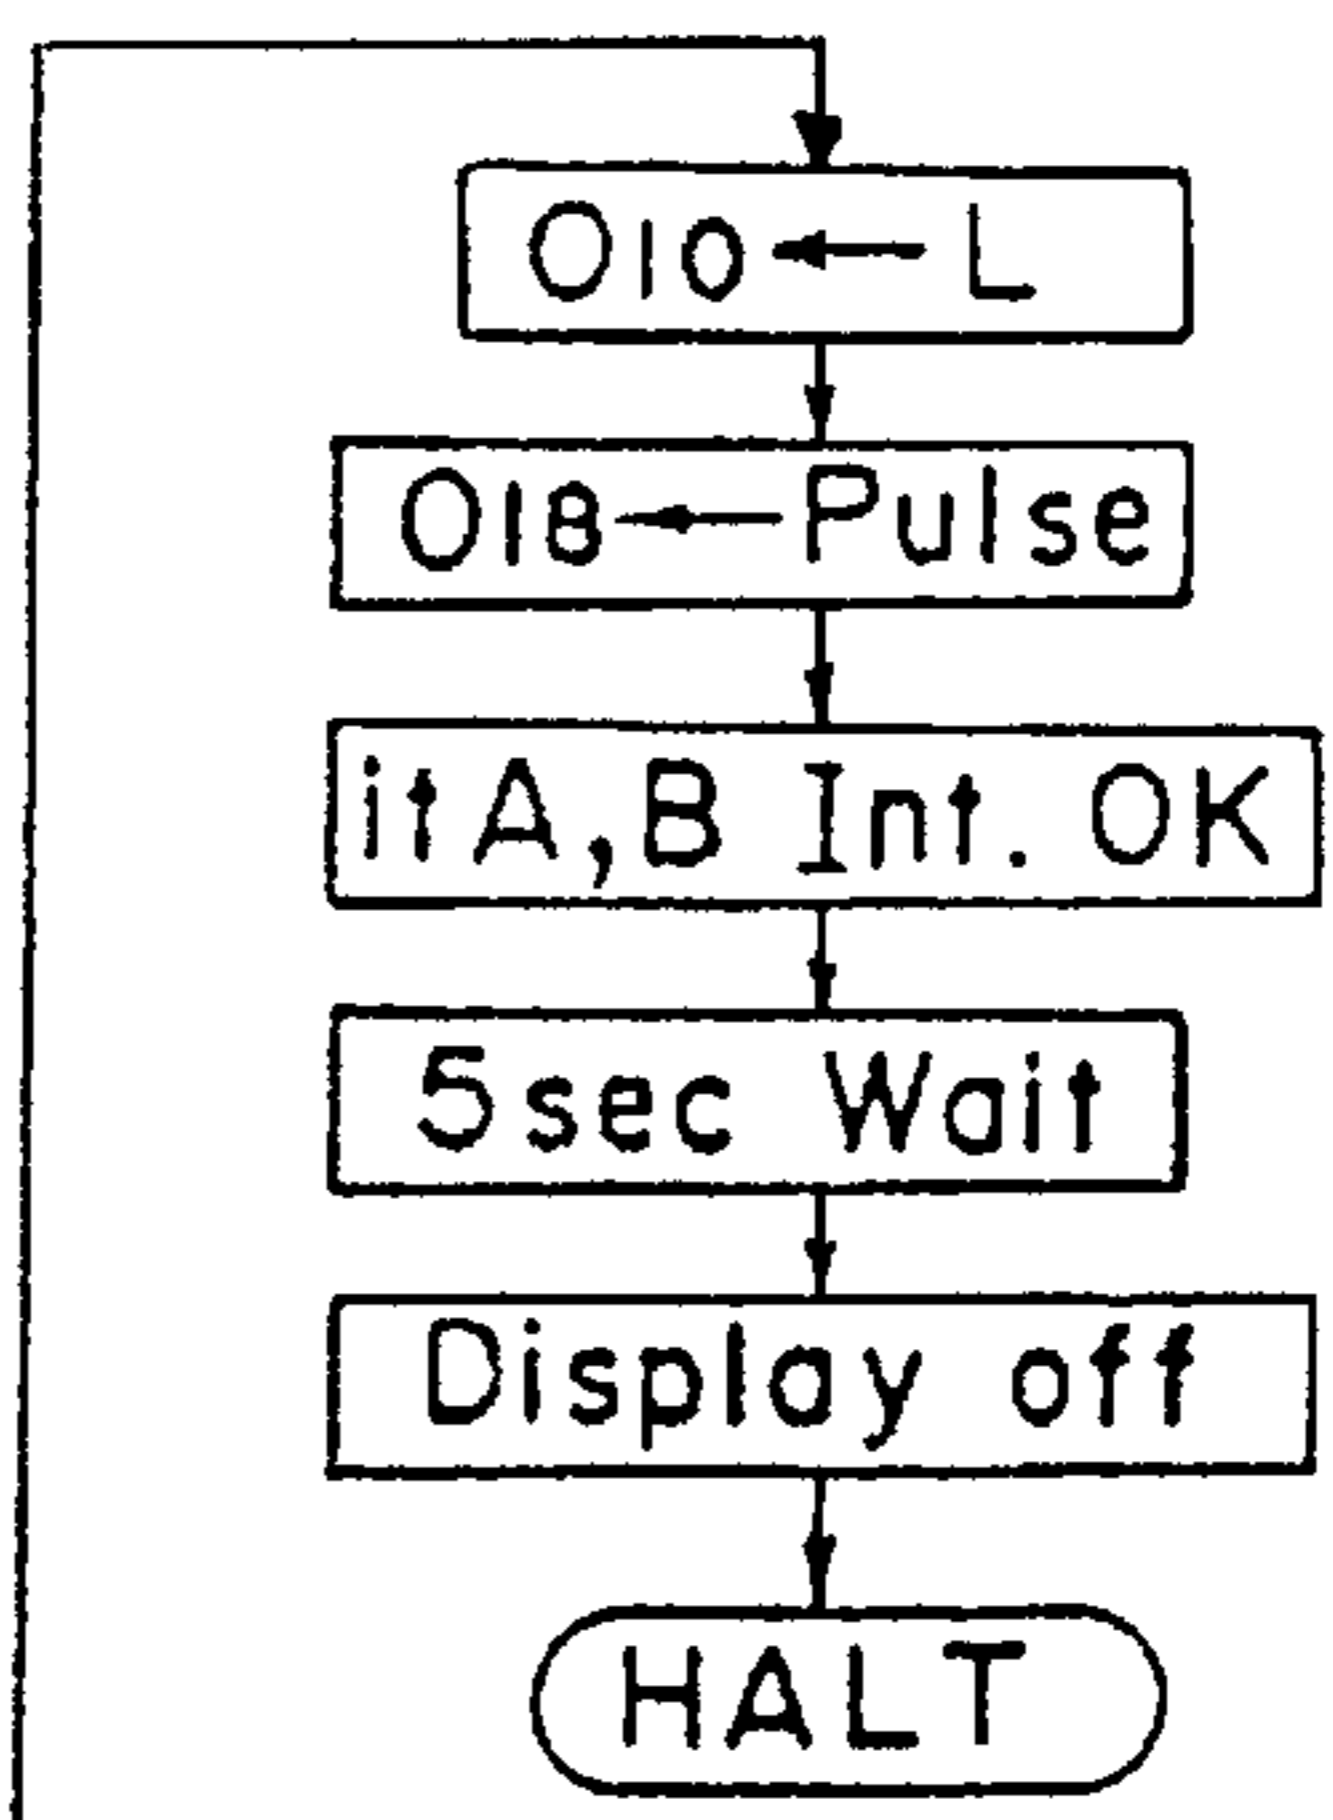 O10 ← L
O18 ← Pulse
itA,B Int. OK
5sec Wait
Display off
HALT